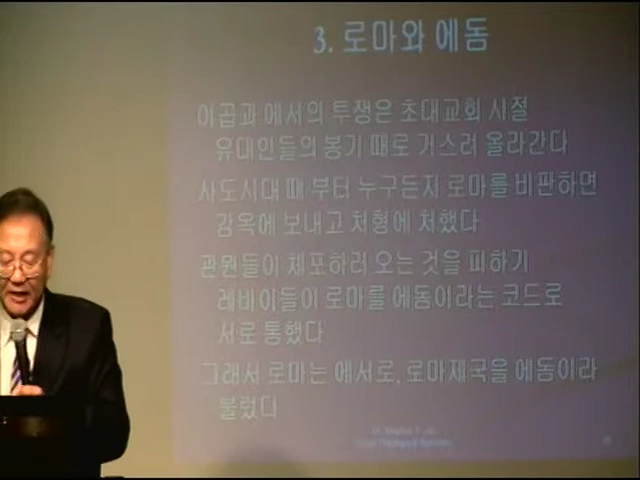 3. 로마와 에돔
야곱과 에서의 투쟁은 초대교회 시절
유대인들의 봉기 때로 거스려 올라간다
사도시대 때 부터 누구든지 로마를 비판하면
감옥에 보내고 처형에 처했다
관원들이 체포하러 오는 것을 피하기
레바이들이 로마를 에돔이라는 코드로
서로 통했다
그래서 로마는 에서로, 로마제국을 에돔이라
불렀다